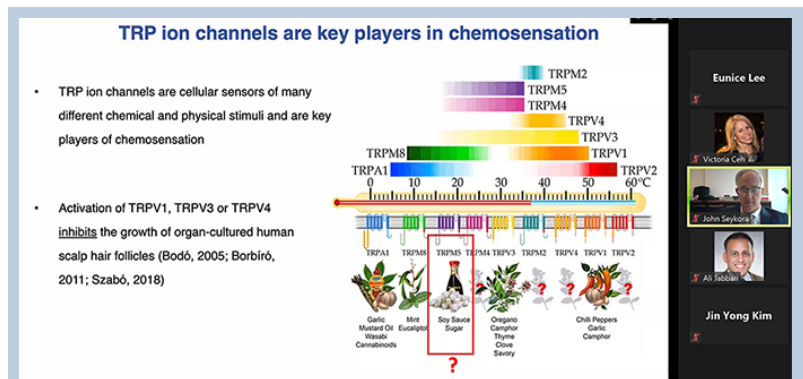 TRP ion channels are key players in chemosensation
• TRP ion channels are cellular sensors of many
different chemical and physical stimuli and are key
players of chemosensation
• Activation of TRPV1, TRPV3 or TRPV4
inhibits the growth of organ-cultured human
scalp hair follicles (Bodó, 2005; Borbíró,
2011; Szabó, 2018)
TRPM2
TRPM5
TRPM4
TRPV4
TRPV3
TRPM8
TRPV1
TRPA1
TRPV2
0 10 20 30 40 50 60°C
TRPA1 TRPM8 TRPM5 TRPM4 TRPV3 TRPM2 TRPV4 TRPV1 TRPV2
? ? ? ?
Garlic
Mustard Oil
Wasabi
Cannabinoids
Mint
Eucaliptol
Soy Sauce
Sugar
Oregano
Camphor
Thyme
Clove
Savory
Chili Peppers
Garlic
Camphor
?
Eunice Lee
Victoria Ceh
John Seykora
Ali Jabbari
Jin Yong Kim